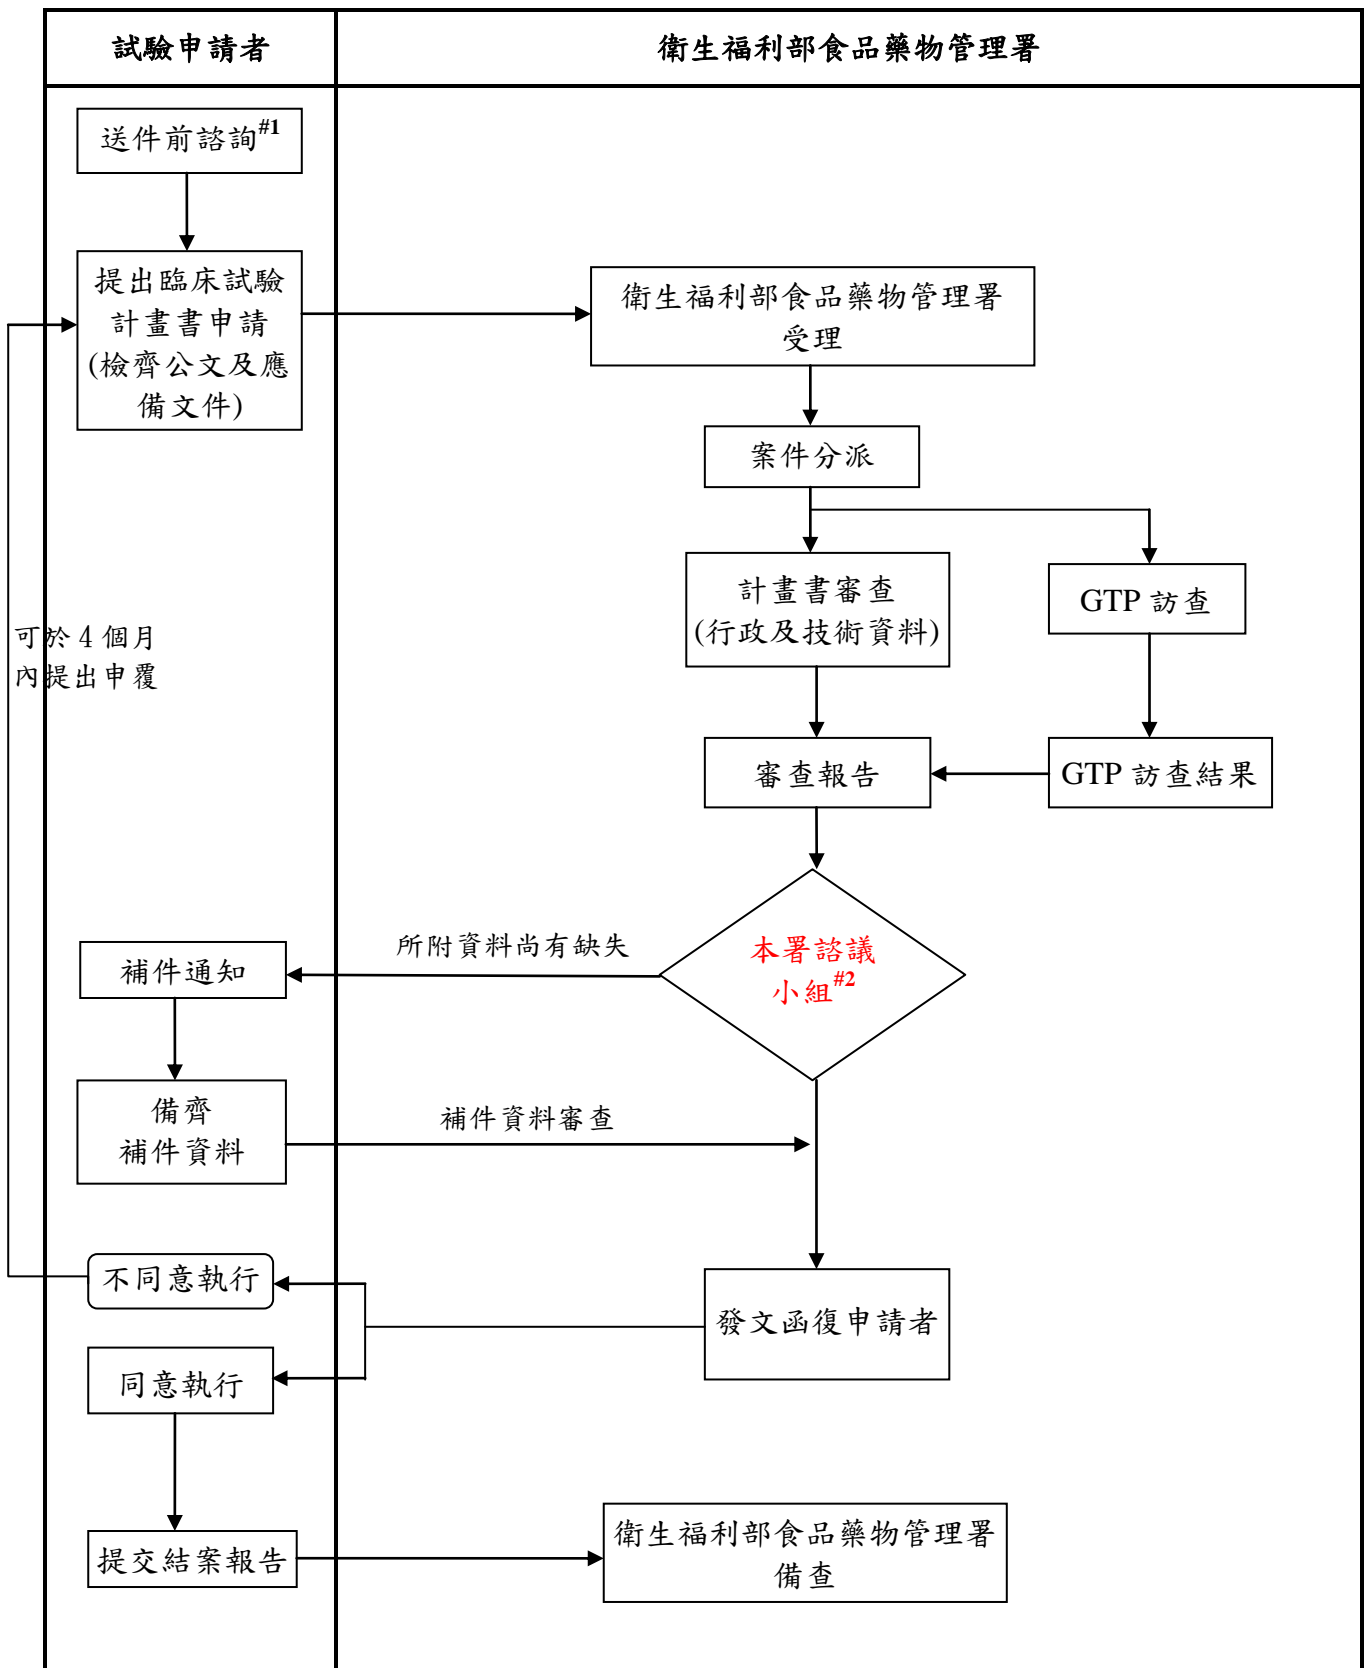 試驗申請者
衛生福利部食品藥物管理署
送件前諮詢#1
提出臨床試驗
計畫書申請
(檢齊公文及應
備文件)
衛生福利部食品藥物管理署
受理
案件分派
計畫書審查
(行政及技術資料)
GTP 訪查
可於 4 個月
內提出申覆
審查報告
GTP 訪查結果
本署諮議
小組#2
所附資料尚有缺失
補件通知
備齊
補件資料
補件資料審查
不同意執行
發文函復申請者
同意執行
提交結案報告
衛生福利部食品藥物管理署
備查